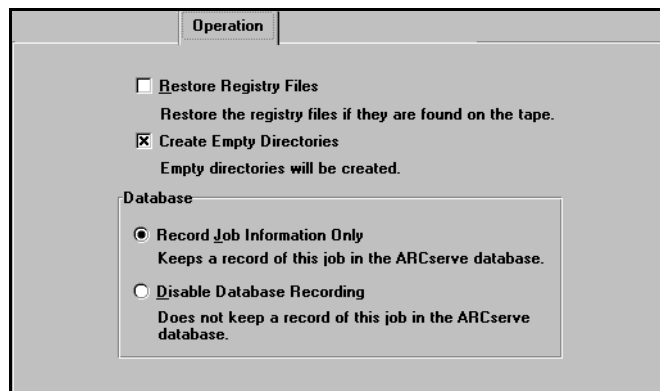 Operation
Restore Registry Files
Restore the registry files if they are found on the tape.
Create Empty Directories
Empty directories will be created.
Database
Record Job Information Only
Keeps a record of this job in the ARCserve database.
Disable Database Recording
Does not keep a record of this job in the ARCserve
database.